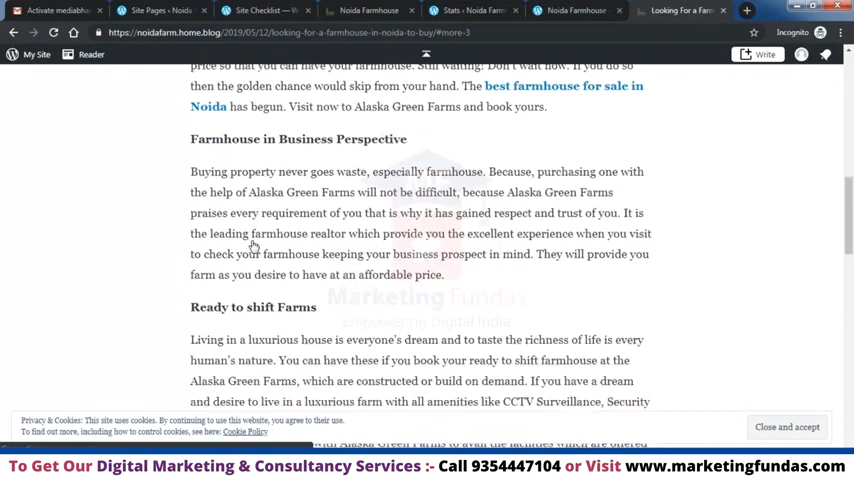 Activate mediabha
Site Pages ‹ Noida
Site Checklist — W
Noida Farmhouse
Stats ‹ Noida Farm
Noida Farmhouse
Looking For a Farm
https://noidafarm.home.blog/2019/05/12/looking-for-a-farmhouse-in-noida-to-buy/#more-3
Incognito
My Site
Reader
Write
price so that you can have your farmhouse. Still waiting! Don't wait now. If you do so
then the golden chance would skip from your hand. The best farmhouse for sale in
Noida has begun. Visit now to Alaska Green Farms and book yours.
Farmhouse in Business Perspective
Buying property never goes waste, especially farmhouse. Because, purchasing one with
the help of Alaska Green Farms will not be difficult, because Alaska Green Farms
praises every requirement of you that is why it has gained respect and trust of you. It is
the leading farmhouse realtor which provide you the excellent experience when you visit
to check your farmhouse keeping your business prospect in mind. They will provide you
farm as you desire to have at an affordable price.
Marketing Fundas
Empowering Digital India
Ready to shift Farms
Living in a luxurious house is everyone's dream and to taste the richness of life is every
human's nature. You can have these if you book your ready to shift farmhouse at the
Alaska Green Farms, which are constructed or build on demand. If you have a dream
and desire to live in a luxurious farm with all amenities like CCTV Surveillance, Security
Privacy & Cookies: This site uses cookies. By continuing to use this website, you agree to their use.
To find out more, including how to control cookies, see here: Cookie Policy
Close and accept
with Alaska Green Farms to avail the facilities which are offered
To Get Our Digital Marketing & Consultancy Services :- Call 9354447104 or Visit www.marketingfundas.com